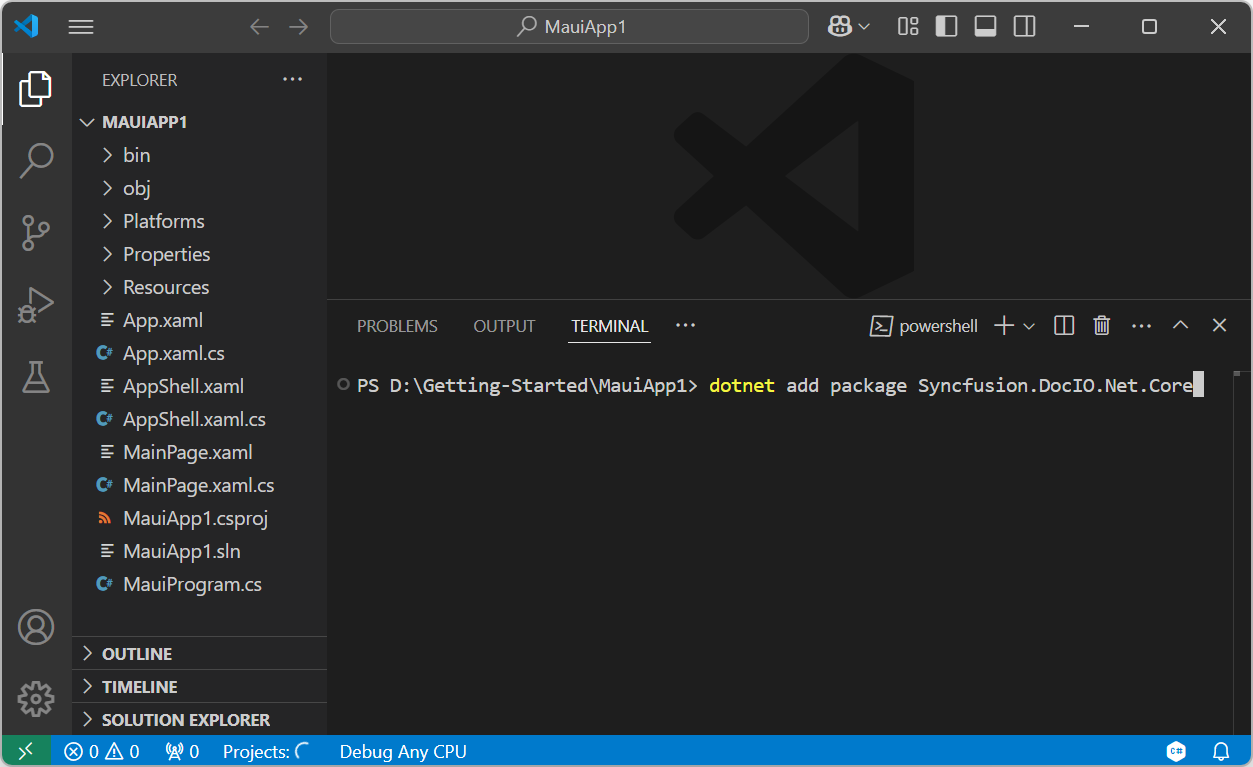 MauiApp1
EXPLORER
MAUIAPP1
bin
obj
Platforms
Properties
Resources
App.xaml
C# App.xaml.cs
AppShell.xaml
C# AppShell.xaml.cs
MainPage.xaml
C# MainPage.xaml.cs
MauiApp1.csproj
MauiApp1.sln
C# MauiProgram.cs
OUTLINE
TIMELINE
SOLUTION EXPLORER
PROBLEMS OUTPUT TERMINAL powershell
PS D:\Getting-Started\MauiApp1> dotnet add package Syncfusion.DocIO.Net.Core
0 0 0 Projects: Debug Any CPU C#